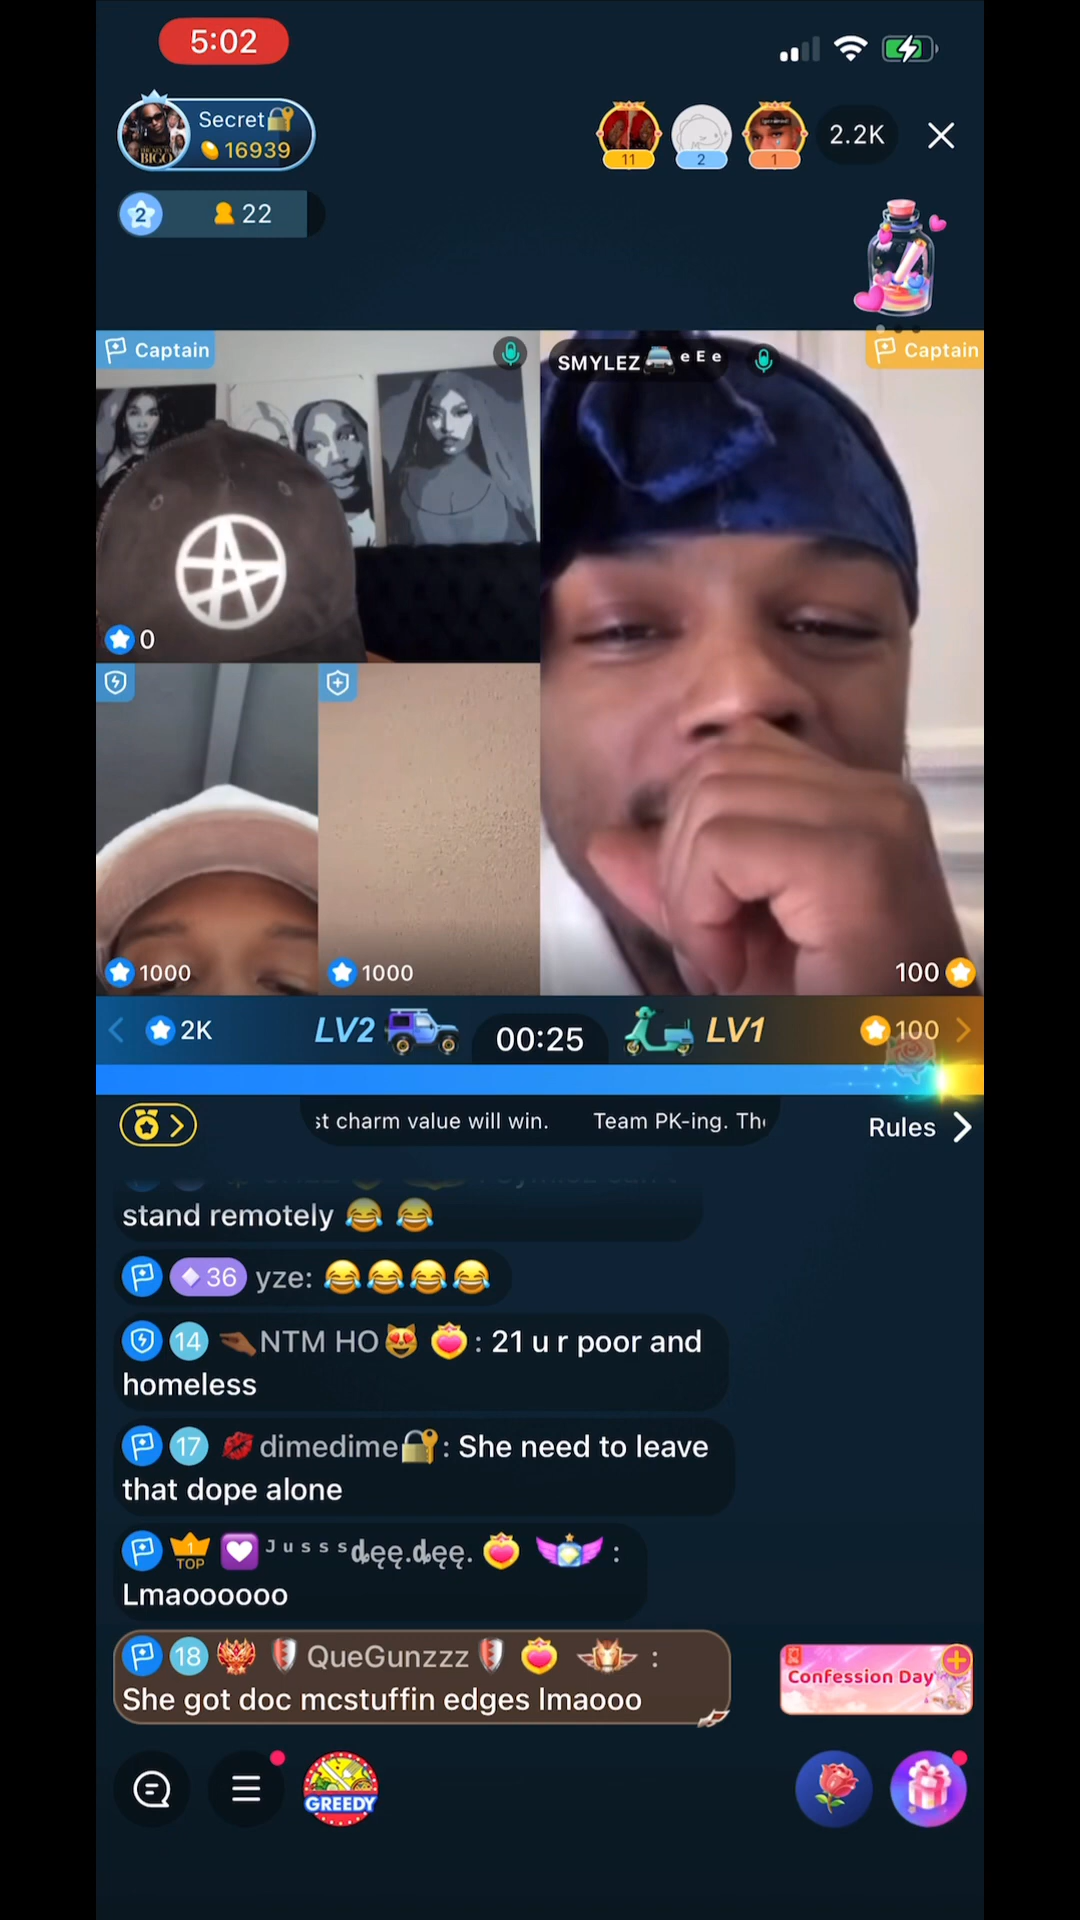 5:02
Secret
16939
11
2
1
2.2K
2
22
Captain
SMYLEZ e E e
Captain
0
1000
1000
100
2K
LV2
00:25
LV1
100
st charm value will win. Team PK-ing. Th
Rules
stand remotely 😂 😂
36 yze: 😂😂😂😂
14 NTM HO😻 : 21 u r poor and
homeless
17 💋 dimedime🔐: She need to leave
that dope alone
1 TOP ᴶᵘˢˢˢdęę.dęę. :
Lmaoooooo
18 QueGunzzz :
She got doc mcstuffin edges lmaooo
Confession Day
GREEDY